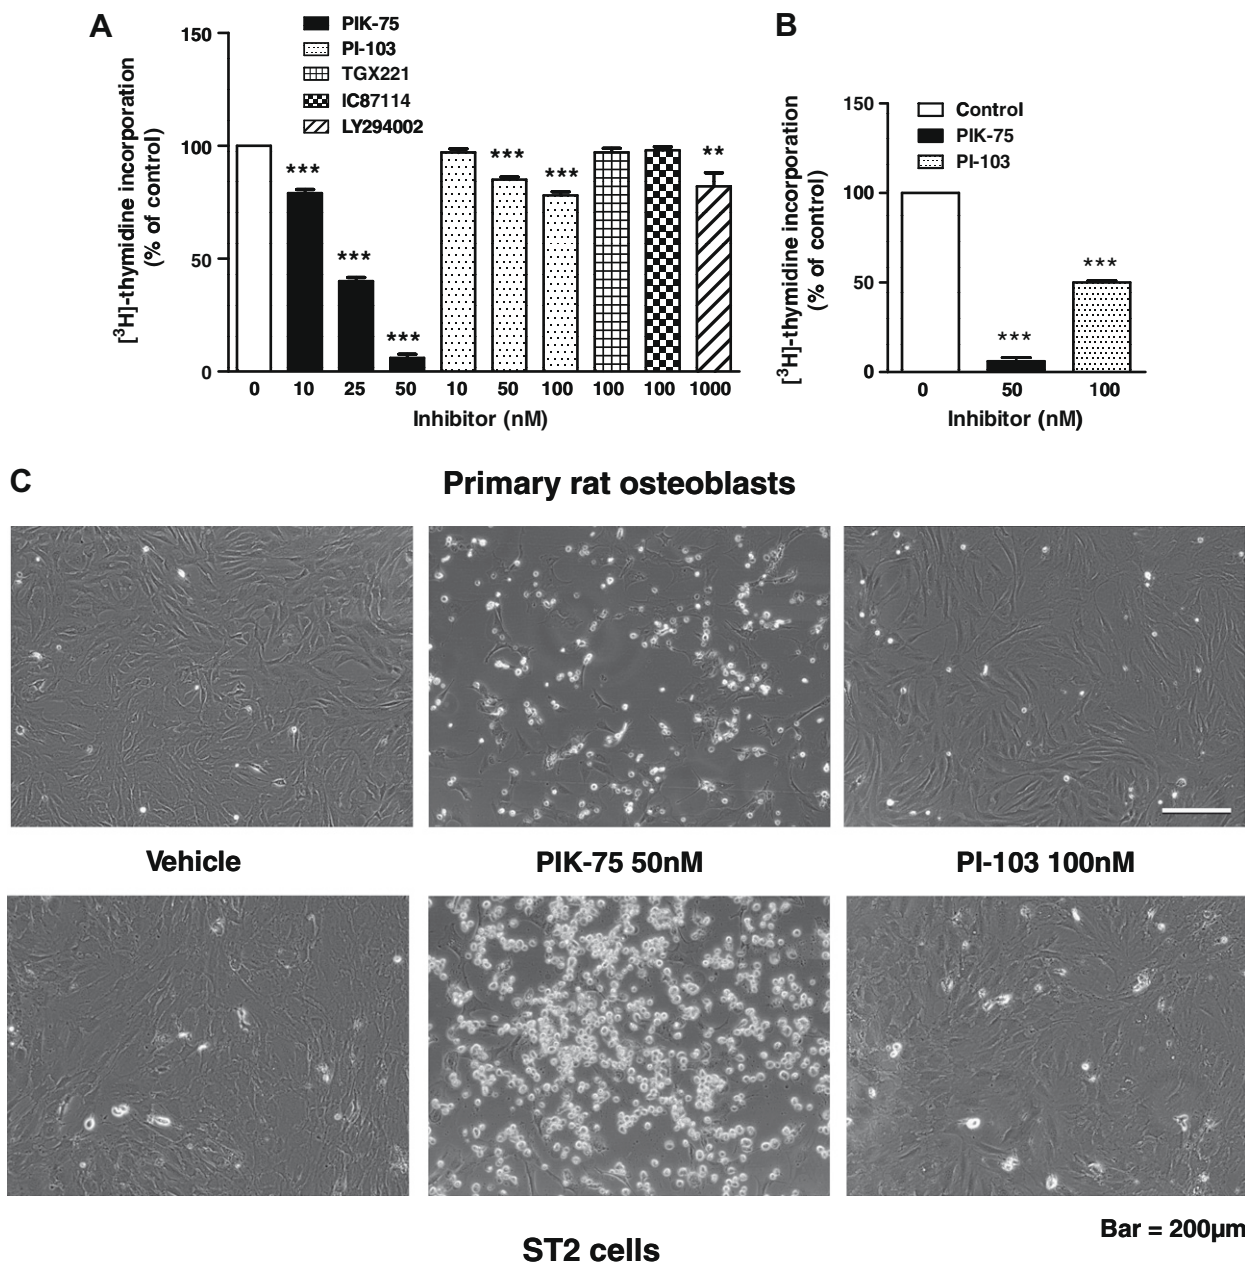 A
PIK-75
PI-103
TGX221
IC87114
LY294002
150
100
50
0
[³H]-thymidine incorporation
(% of control)
***
***
***
***
***
**
0 10 25 50 10 50 100 100 100 1000
Inhibitor (nM)
B
Control
PIK-75
PI-103
150
100
50
0
[³H]-thymidine incorporation
(% of control)
***
***
0 50 100
Inhibitor (nM)
C
Primary rat osteoblasts
Vehicle PIK-75 50nM PI-103 100nM
Bar = 200µm
ST2 cells